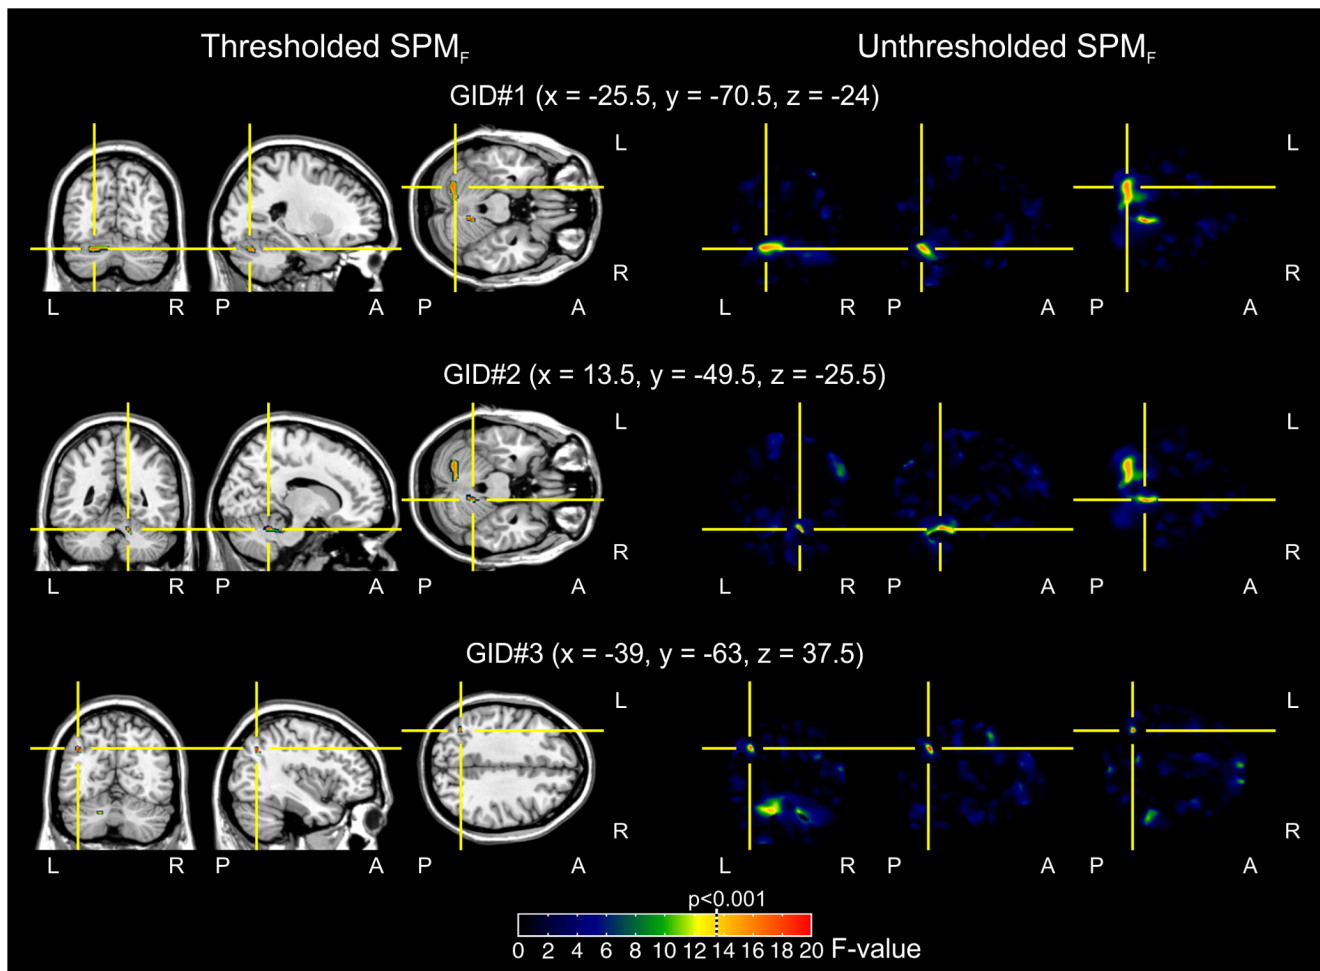 Thresholded SPMF Unthresholded SPMF
GID#1 (x = -25.5, y = -70.5, z = -24)
L L
R R
L R P A P A L R P A P A
GID#2 (x = 13.5, y = -49.5, z = -25.5)
L L
R R
L R P A P A L R P A P A
GID#3 (x = -39, y = -63, z = 37.5)
L L
R R
L R P A P A L R P A P A
p<0.001
0 2 4 6 8 10 12 14 16 18 20 F-value